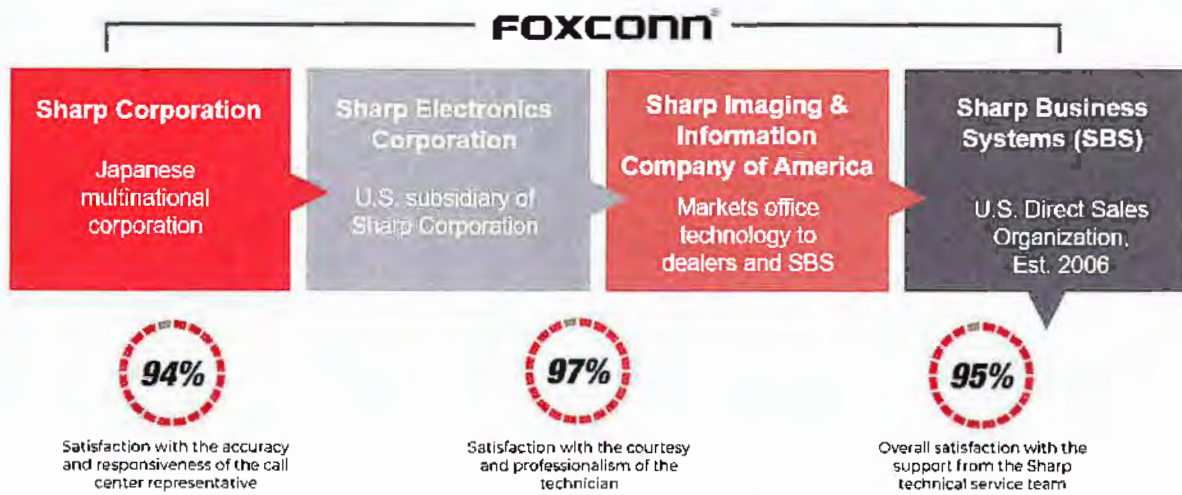 FOXCONN®
Sharp Corporation
Japanese
multinational
corporation
Sharp Electronics
Corporation
U.S. subsidiary of
Sharp Corporation
Sharp Imaging &
Information
Company of America
Markets office
technology to
dealers and SBS
Sharp Business
Systems (SBS)
U.S. Direct Sales
Organization,
Est. 2006
94%
Satisfaction with the accuracy
and responsiveness of the call
center representative
97%
Satisfaction with the courtesy
and professionalism of the
technician
95%
Overall satisfaction with the
support from the Sharp
technical service team